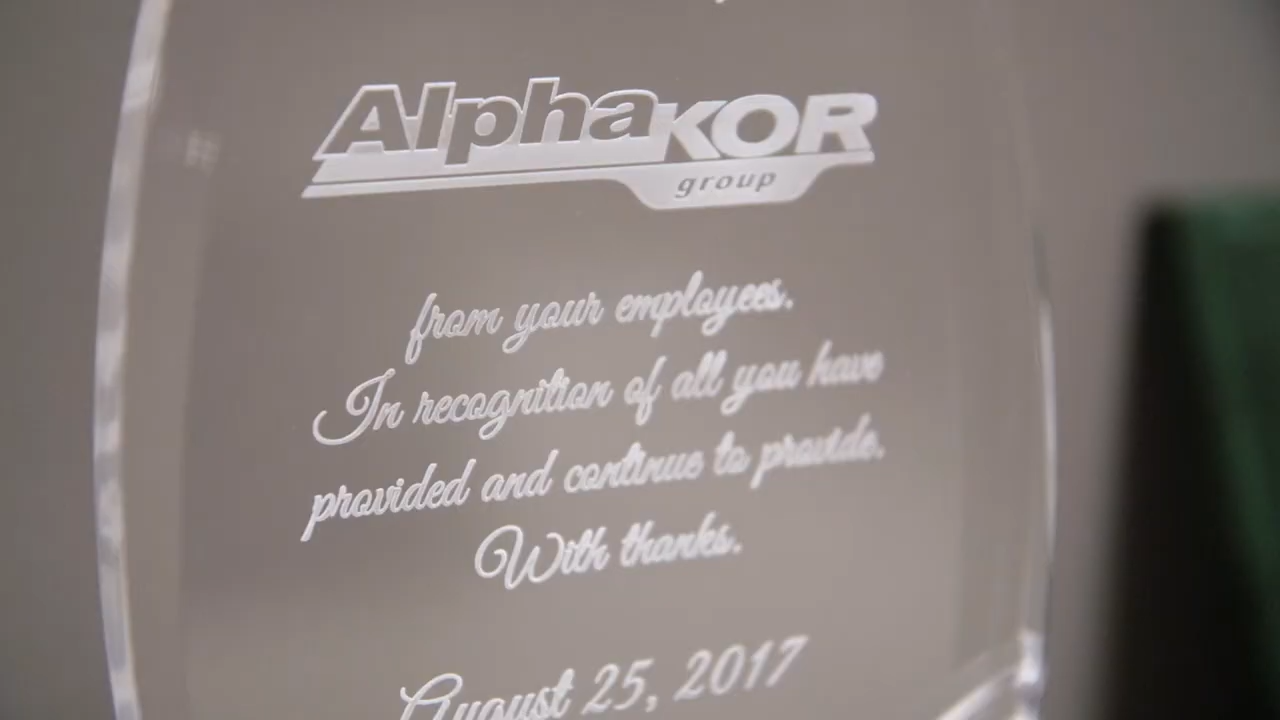 AlphaKOR
group
from your employees.
In recognition of all you have
provided and continue to provide.
With thanks.
August 25, 2017